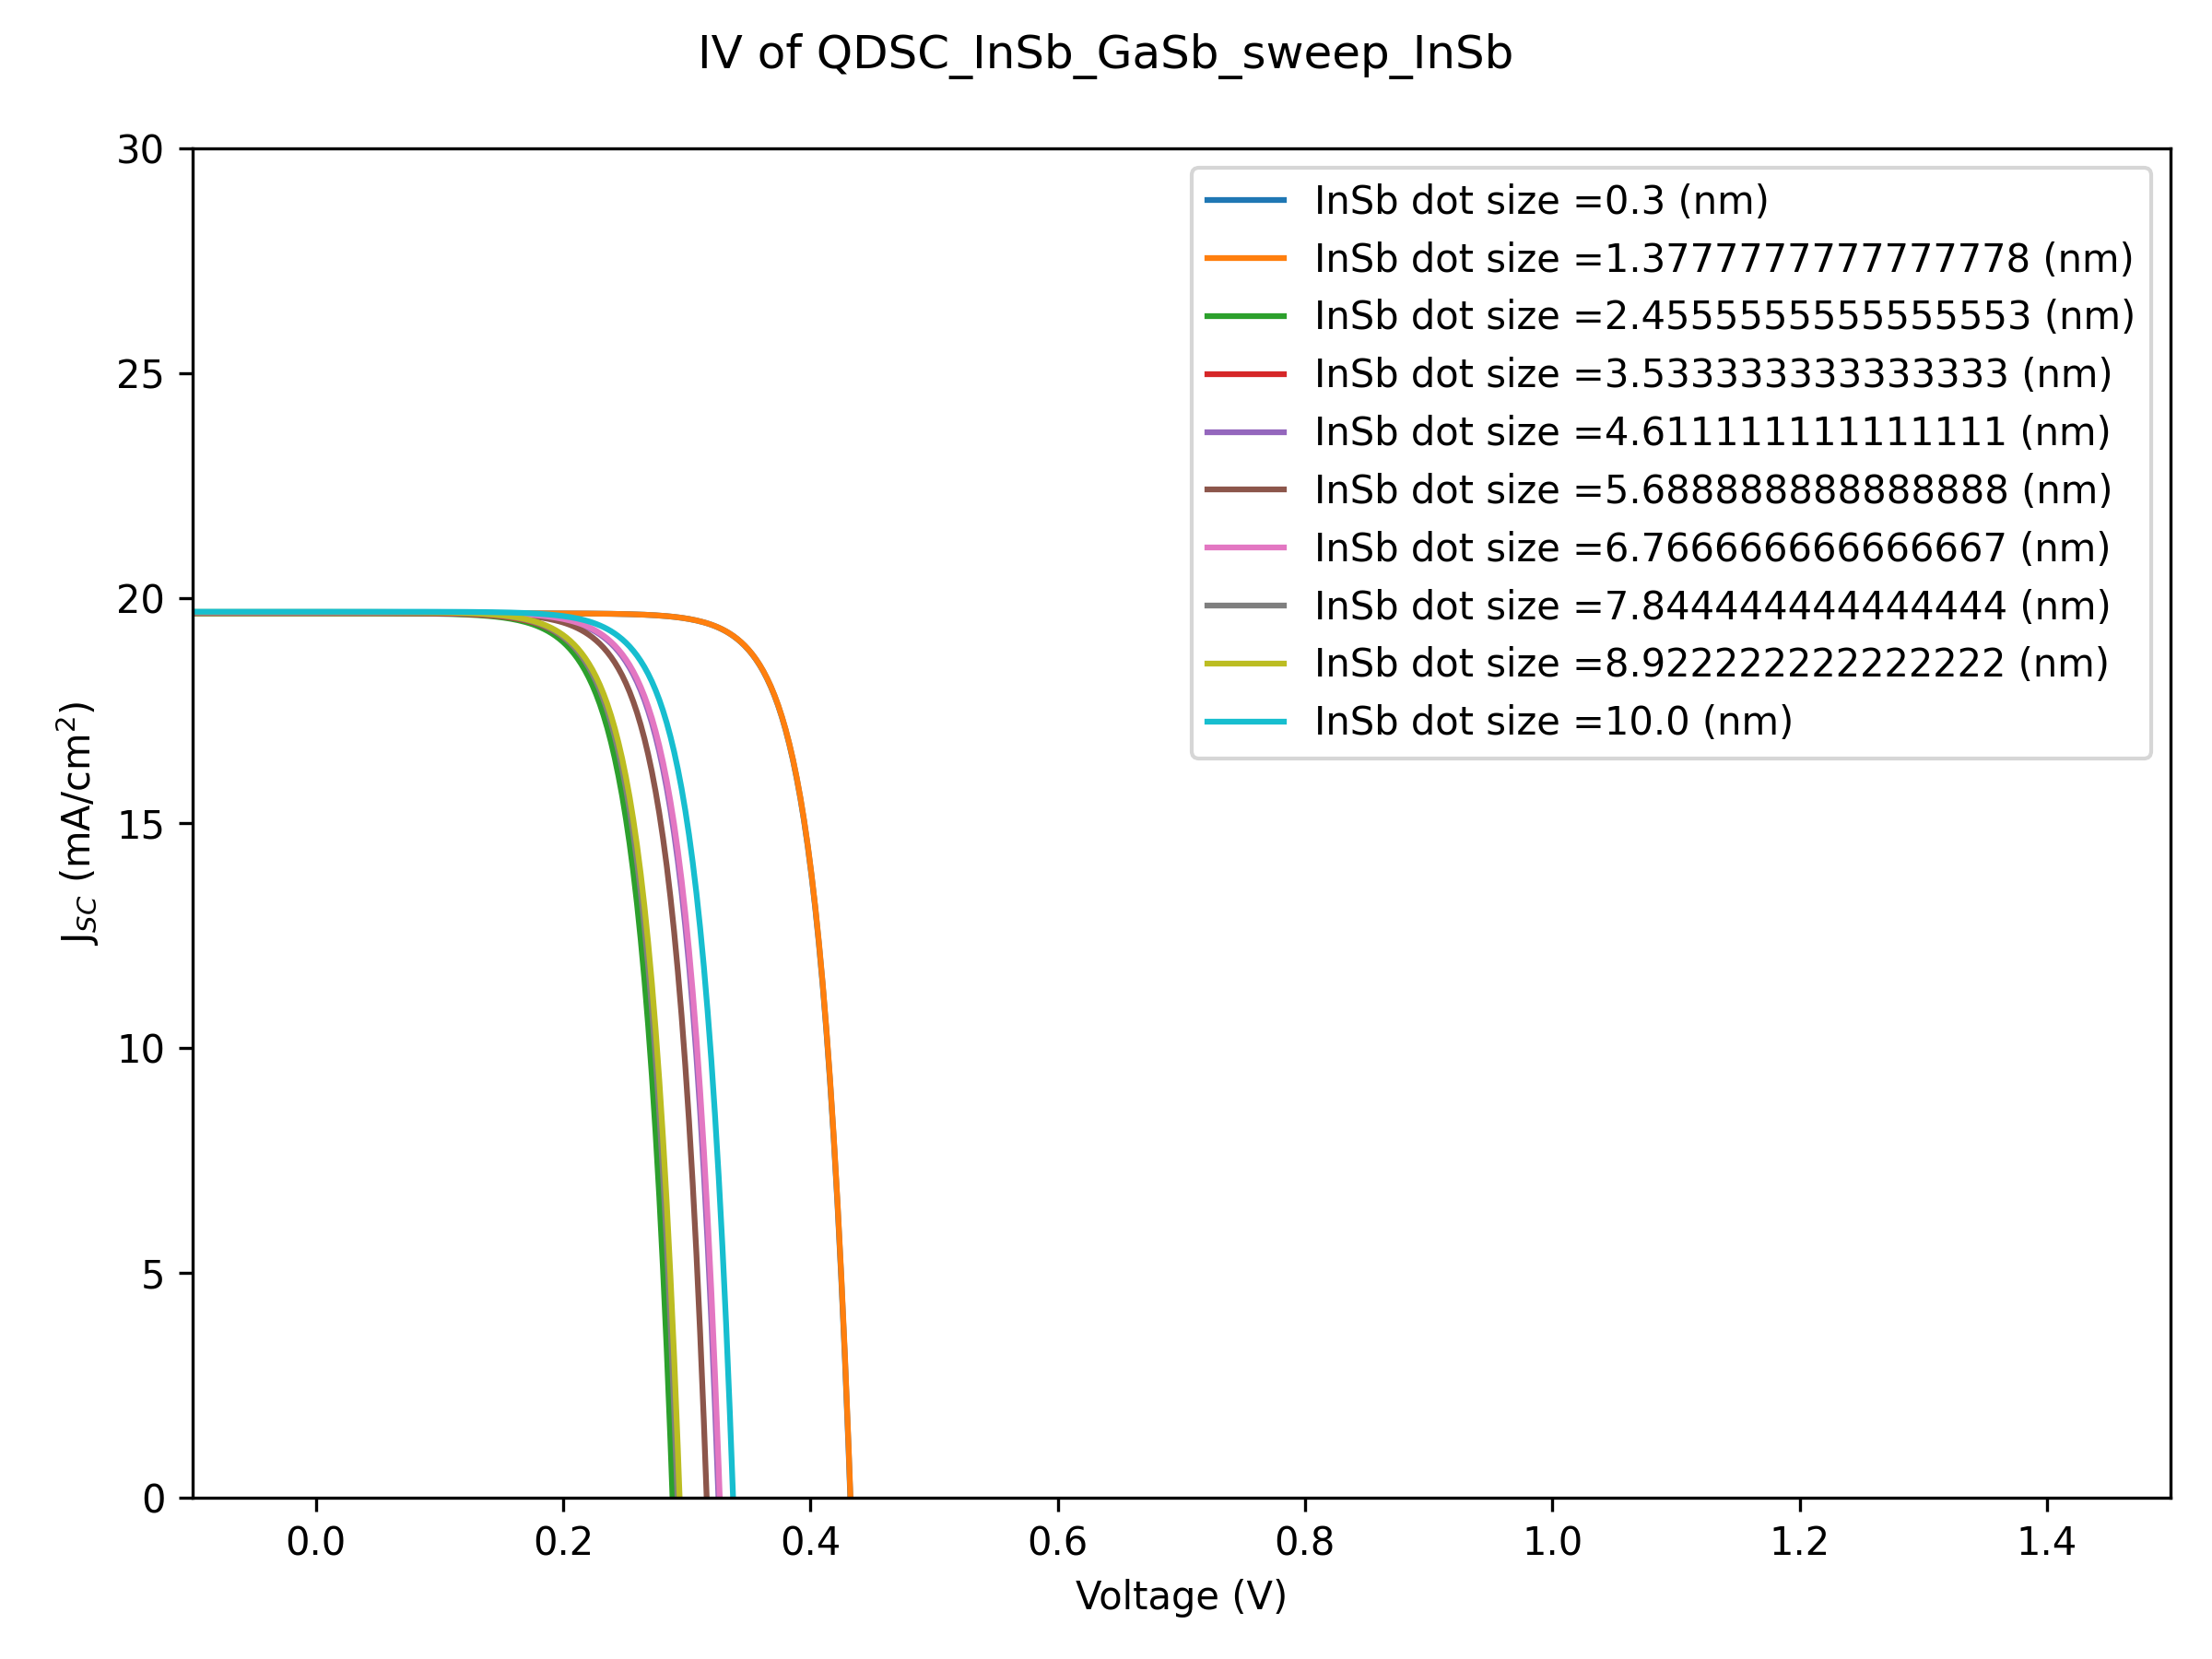 IV of QDSC_InSb_GaSb_sweep_InSb
30
25
20
15
10
5
0
J_SC (mA/cm²)
InSb dot size =0.3 (nm)
InSb dot size =1.3777777777777778 (nm)
InSb dot size =2.4555555555555553 (nm)
InSb dot size =3.533333333333333 (nm)
InSb dot size =4.611111111111111 (nm)
InSb dot size =5.688888888888888 (nm)
InSb dot size =6.766666666666667 (nm)
InSb dot size =7.844444444444444 (nm)
InSb dot size =8.922222222222222 (nm)
InSb dot size =10.0 (nm)
0.0 0.2 0.4 0.6 0.8 1.0 1.2 1.4
Voltage (V)